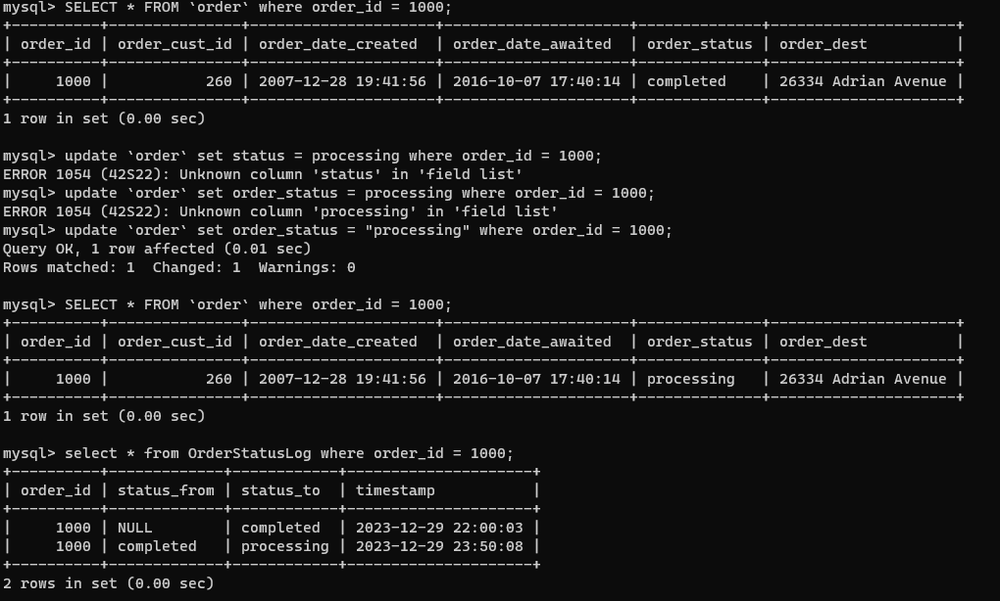 mysql> SELECT * FROM `order` where order_id = 1000;
+----------+---------------+---------------------+---------------------+--------------+--------------------+
| order_id | order_cust_id | order_date_created  | order_date_awaited  | order_status | order_dest         |
+----------+---------------+---------------------+---------------------+--------------+--------------------+
|     1000 |           260 | 2007-12-28 19:41:56 | 2016-10-07 17:40:14 | completed    | 26334 Adrian Avenue |
+----------+---------------+---------------------+---------------------+--------------+--------------------+
1 row in set (0.00 sec)

mysql> update `order` set status = processing where order_id = 1000;
ERROR 1054 (42S22): Unknown column 'status' in 'field list'
mysql> update `order` set order_status = processing where order_id = 1000;
ERROR 1054 (42S22): Unknown column 'processing' in 'field list'
mysql> update `order` set order_status = "processing" where order_id = 1000;
Query OK, 1 row affected (0.01 sec)
Rows matched: 1  Changed: 1  Warnings: 0

mysql> SELECT * FROM `order` where order_id = 1000;
+----------+---------------+---------------------+---------------------+--------------+--------------------+
| order_id | order_cust_id | order_date_created  | order_date_awaited  | order_status | order_dest         |
+----------+---------------+---------------------+---------------------+--------------+--------------------+
|     1000 |           260 | 2007-12-28 19:41:56 | 2016-10-07 17:40:14 | processing   | 26334 Adrian Avenue |
+----------+---------------+---------------------+---------------------+--------------+--------------------+
1 row in set (0.00 sec)

mysql> select * from OrderStatusLog where order_id = 1000;
+----------+-------------+------------+---------------------+
| order_id | status_from | status_to  | timestamp           |
+----------+-------------+------------+---------------------+
|     1000 | NULL        | completed  | 2023-12-29 22:00:03 |
|     1000 | completed   | processing | 2023-12-29 23:50:08 |
+----------+-------------+------------+---------------------+
2 rows in set (0.00 sec)